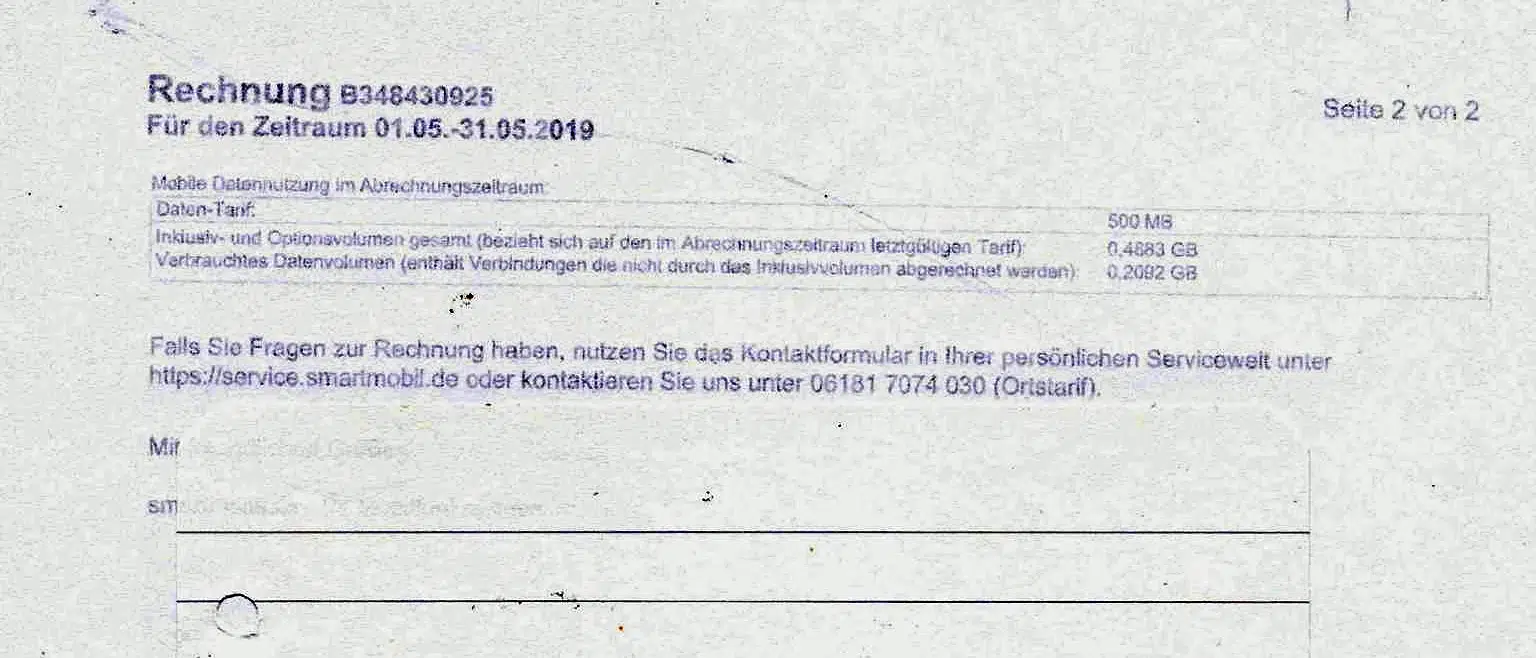 Rechnung B348430925
Seite 2 von 2
Für den Zeitraum 01.05.-31.05.2019
Mobile Datennutzung im Abrechnungszeitraum:
Daten-Tarif: 500 MB
Inklusiv- und Optionsvolumen gesamt (bezieht sich auf den im Abrechnungszeitraum letztgültigen Tarif): 0,4883 GB
Verbrauchtes Datenvolumen (enthält Verbindungen die nicht durch das Inklusivvolumen abgerechnet werden): 0,2092 GB
Falls Sie Fragen zur Rechnung haben, nutzen Sie das Kontaktformular in Ihrer persönlichen Servicewelt unter
https://service.smartmobil.de oder kontaktieren Sie uns unter 06181 7074 030 (Ortstarif).
Mit
sm